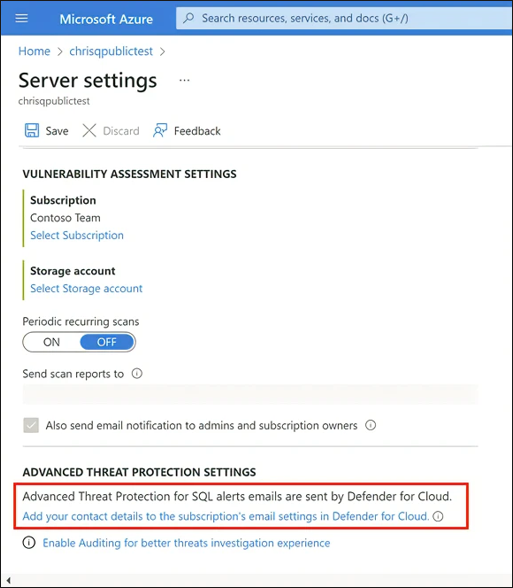 Microsoft Azure
Search resources, services, and docs (G+/)
Home > chrisqpublictest >
Server settings ...
chrisqpublictest
Save Discard Feedback
VULNERABILITY ASSESSMENT SETTINGS
Subscription
Contoso Team
Select Subscription
Storage account
Select Storage account
Periodic recurring scans
ON OFF
Send scan reports to
Also send email notification to admins and subscription owners
ADVANCED THREAT PROTECTION SETTINGS
Advanced Threat Protection for SQL alerts emails are sent by Defender for Cloud.
Add your contact details to the subscription's email settings in Defender for Cloud.
Enable Auditing for better threats investigation experience